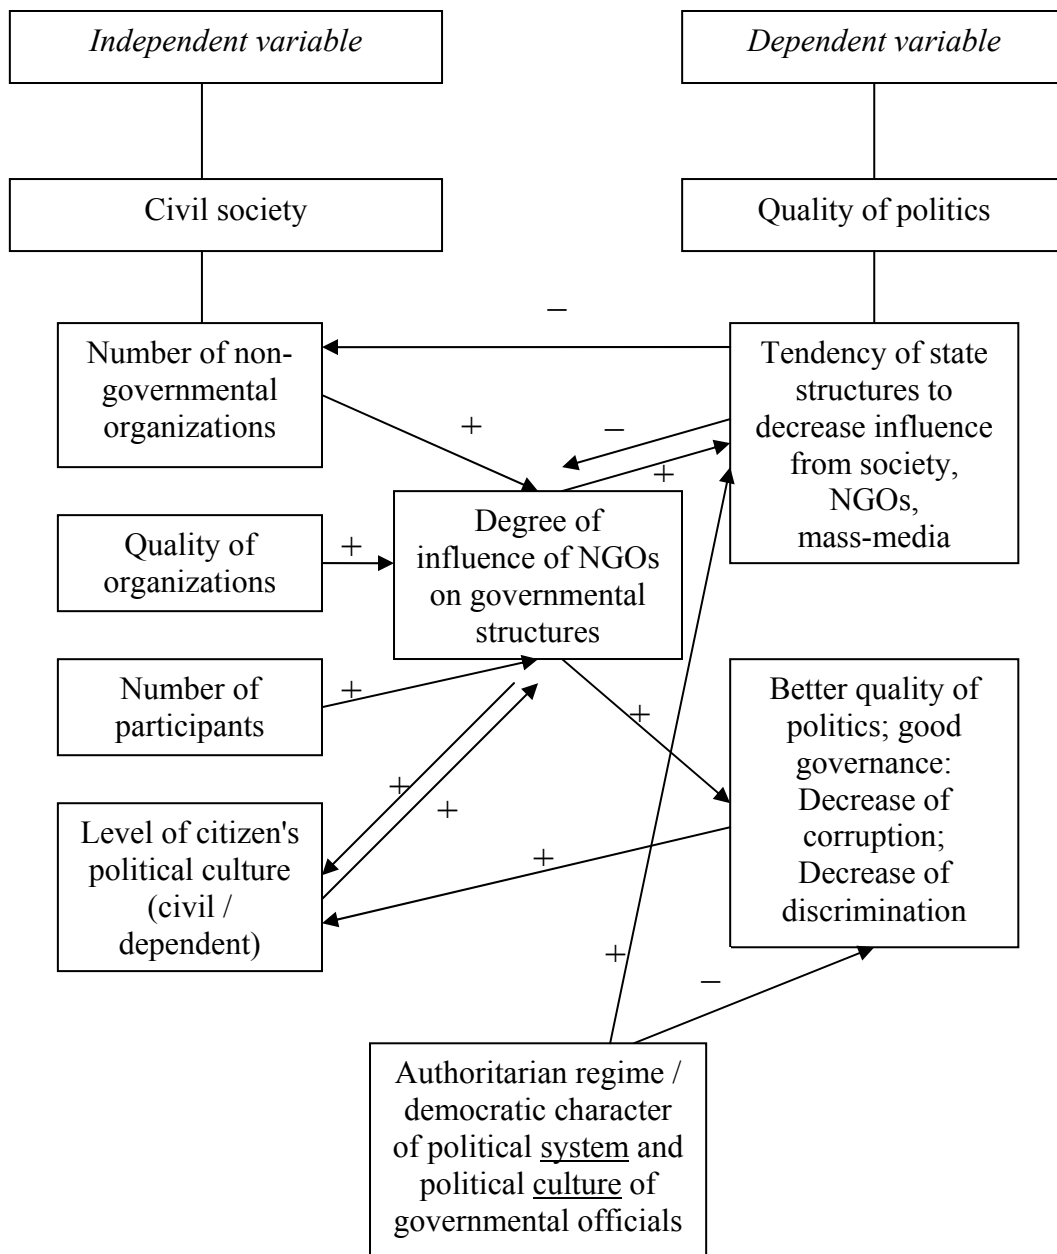 Independent variable
Dependent variable
Civil society
Quality of politics
–
Number of non-
governmental
organizations
Tendency of state
structures to
decrease influence
from society,
NGOs,
mass-media
+
–
+
Quality of
organizations
+
Degree of
influence of NGOs
on governmental
structures
Number of
participants
+
+
Better quality of
politics; good
governance:
Decrease of
corruption;
Decrease of
discrimination
+
+
Level of citizen's
political culture
(civil /
dependent)
+
+
–
Authoritarian regime /
democratic character
of political system and
political culture of
governmental officials